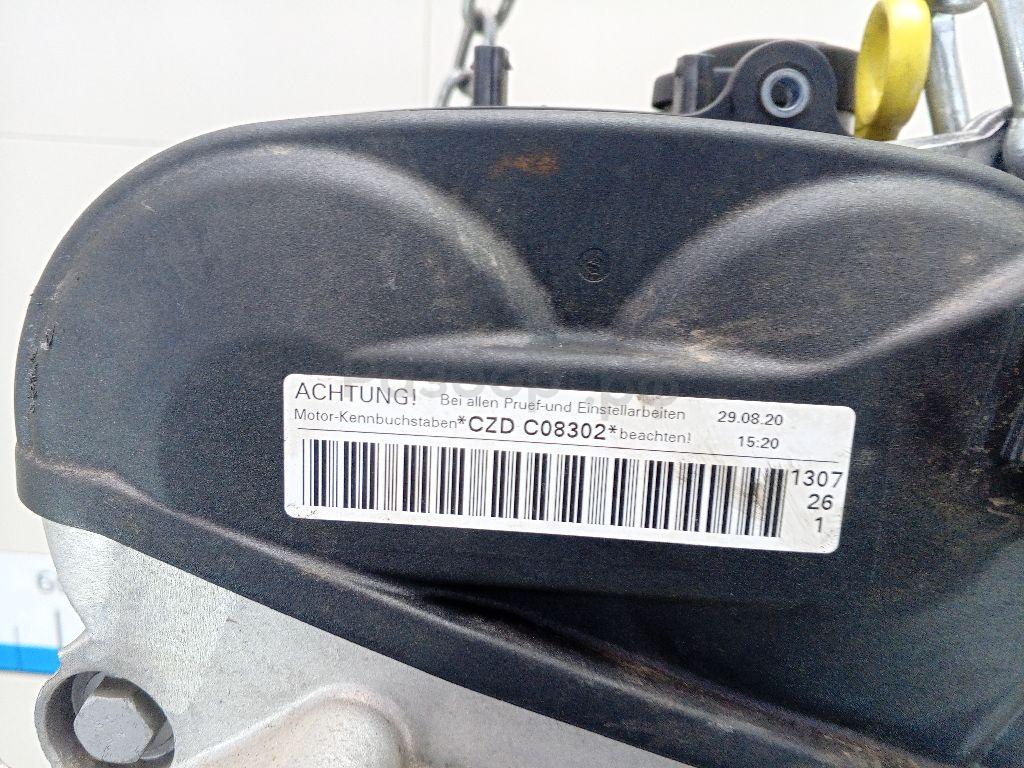 ACHTUNG! Bei allen Pruef-und Einstellarbeiten 29.08.20
Motor-Kennbuchstaben*CZD C08302*beachten! 15:20
1307
26
1